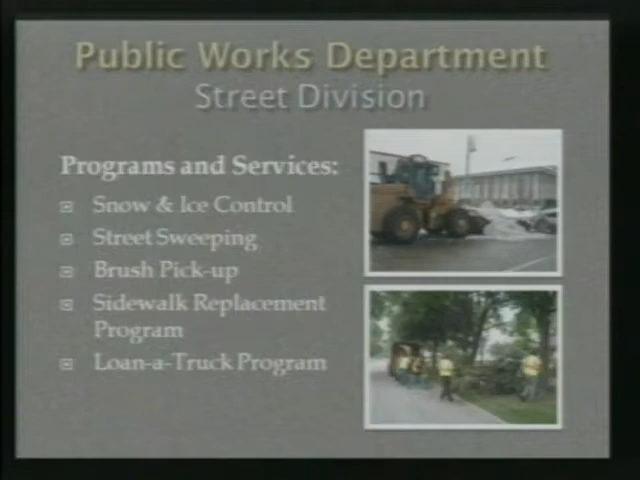 Public Works Department
Street Division
Programs and Services:
Snow & Ice Control
Street Sweeping
Brush Pick-up
Sidewalk Replacement
Program
Loan-a-Truck Program